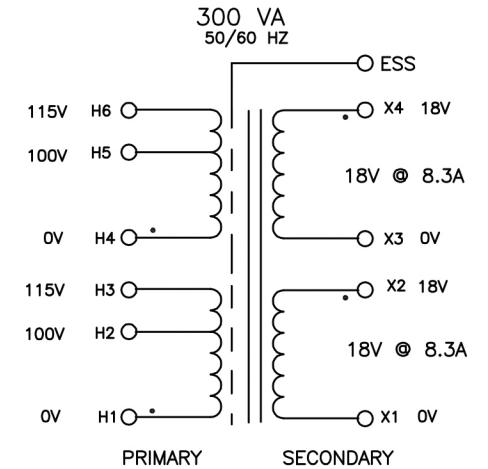 300 VA
50/60 HZ
ESS
115V H6 X4 18V
100V H5
18V @ 8.3A
0V H4 X3 0V
115V H3 X2 18V
100V H2
18V @ 8.3A
0V H1 X1 0V
PRIMARY SECONDARY